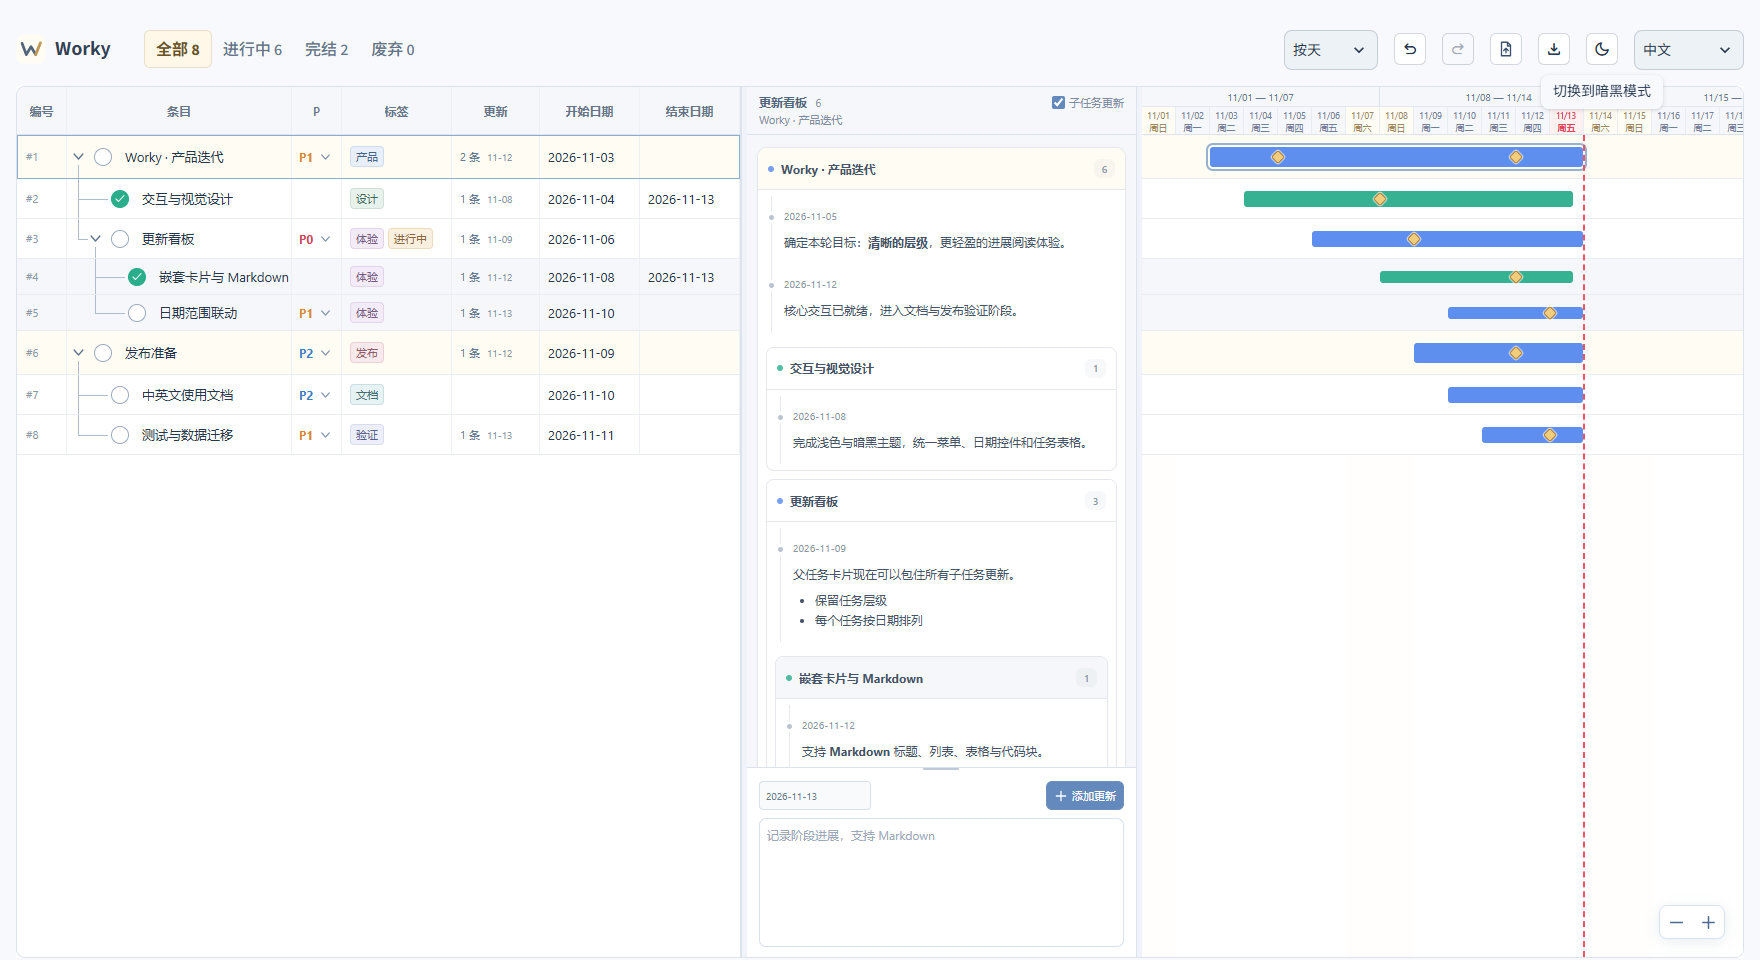 Worky
全部 8 进行中 6 完结 2 废弃 0
按天 中文
切换到暗黑模式
编号 条目 P 标签 更新 开始日期 结束日期
#1 Worky · 产品迭代 P1 产品 2 条 11-12 2026-11-03
#2 交互与视觉设计 设计 1 条 11-08 2026-11-04 2026-11-13
#3 更新看板 P0 体验 进行中 1 条 11-09 2026-11-06
#4 嵌套卡片与 Markdown 体验 1 条 11-12 2026-11-08 2026-11-13
#5 日期范围联动 P1 体验 1 条 11-13 2026-11-10
#6 发布准备 P2 发布 1 条 11-12 2026-11-09
#7 中英文使用文档 P2 文档 2026-11-10
#8 测试与数据迁移 P1 验证 1 条 11-13 2026-11-11
更新看板 6 子任务更新
Worky · 产品迭代
Worky · 产品迭代 6
2026-11-05
确定本轮目标：清晰的层级，更轻盈的进展阅读体验。
2026-11-12
核心交互已就绪，进入文档与发布验证阶段。
交互与视觉设计 1
2026-11-08
完成浅色与暗黑主题，统一菜单、日期控件和任务表格。
更新看板 3
2026-11-09
父任务卡片现在可以包住所有子任务更新。
• 保留任务层级
• 每个任务按日期排列
嵌套卡片与 Markdown 1
2026-11-12
支持 Markdown 标题、列表、表格与代码块。
2026-11-13 + 添加更新
记录阶段进展，支持 Markdown
11/01 — 11/07 11/08 — 11/14 11/15 —
11/01 11/02 11/03 11/04 11/05 11/06 11/07 11/08 11/09 11/10 11/11 11/12 11/13 11/14 11/15 11/16 11/17
周日 周一 周二 周三 周四 周五 周六 周日 周一 周二 周三 周四 周五 周六 周日 周一 周二